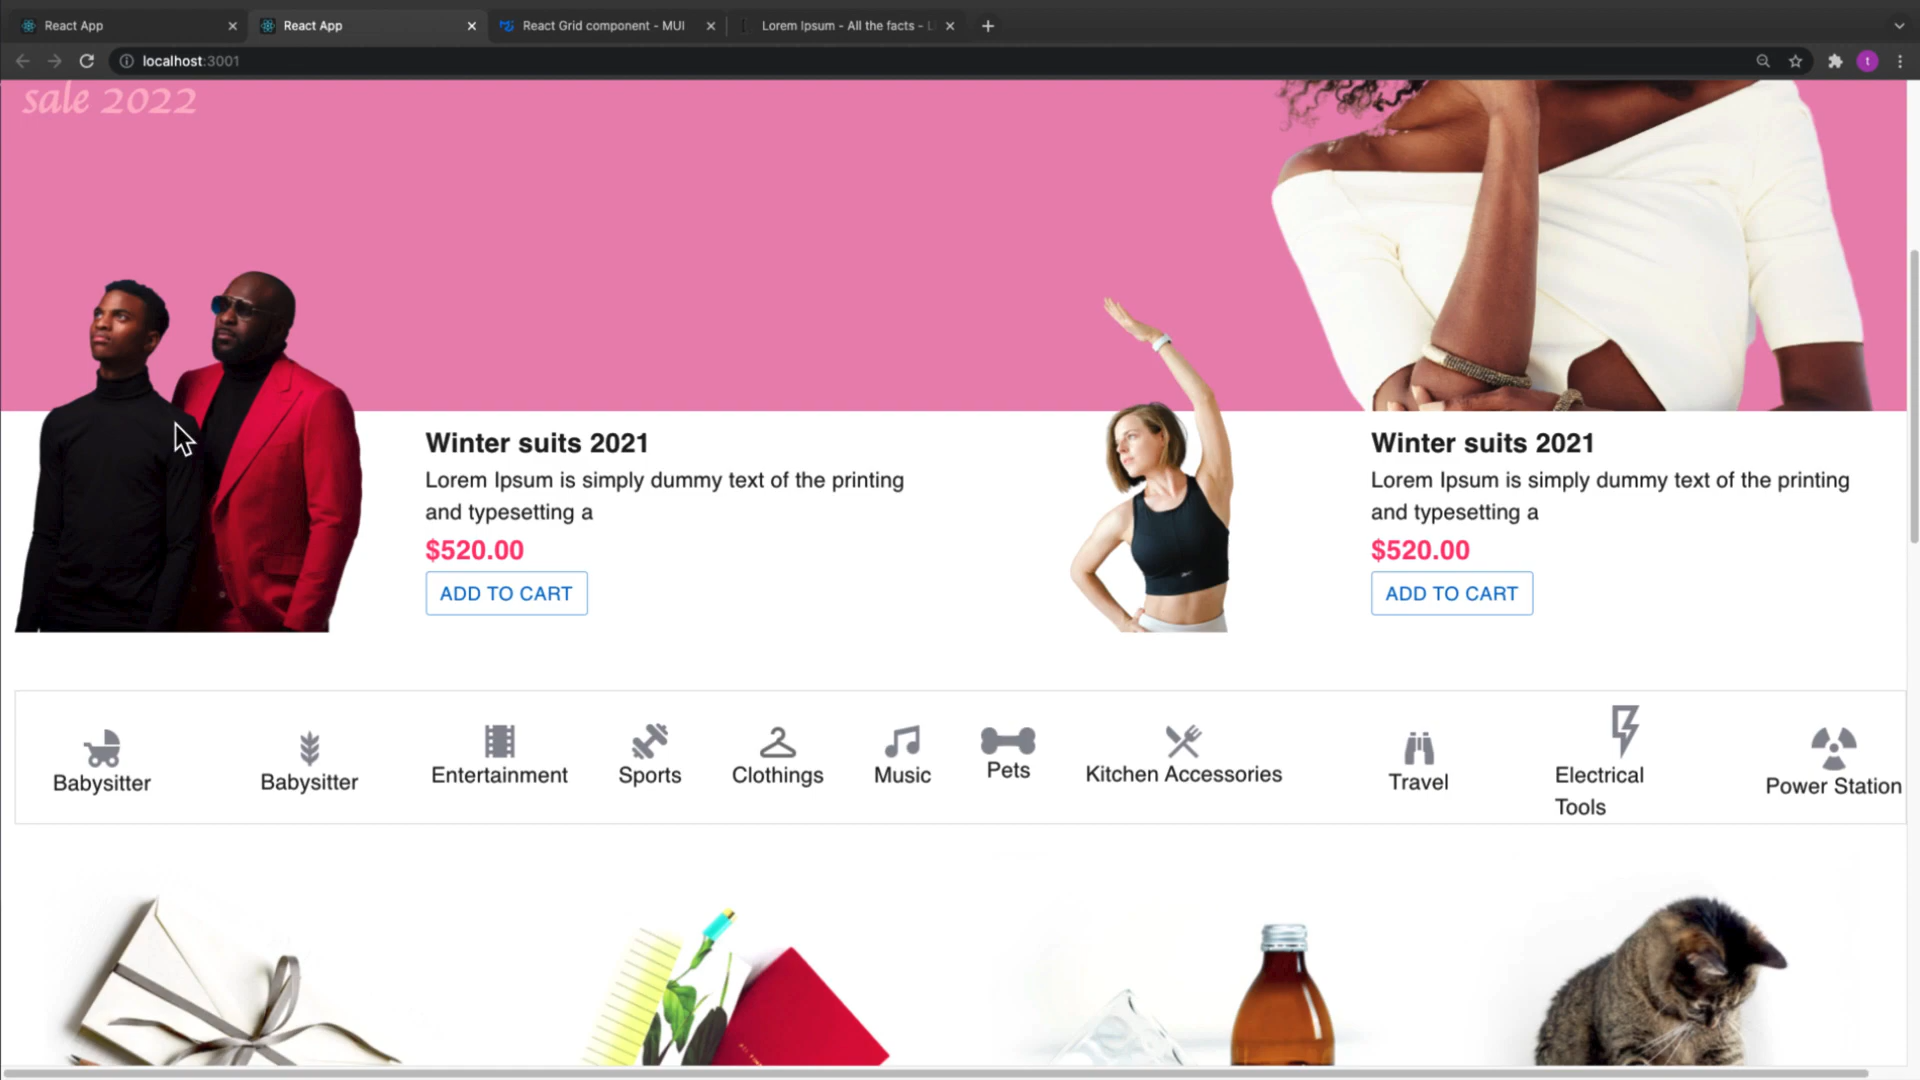 React App
React App
React Grid component - MUI
Lorem Ipsum - All the facts - L
localhost:3001
t
sale 2022
Winter suits 2021
Lorem Ipsum is simply dummy text of the printing
and typesetting a
$520.00
ADD TO CART
Winter suits 2021
Lorem Ipsum is simply dummy text of the printing
and typesetting a
$520.00
ADD TO CART
Babysitter
Babysitter
Entertainment
Sports
Clothings
Music
Pets
Kitchen Accessories
Travel
Electrical
Tools
Power Station